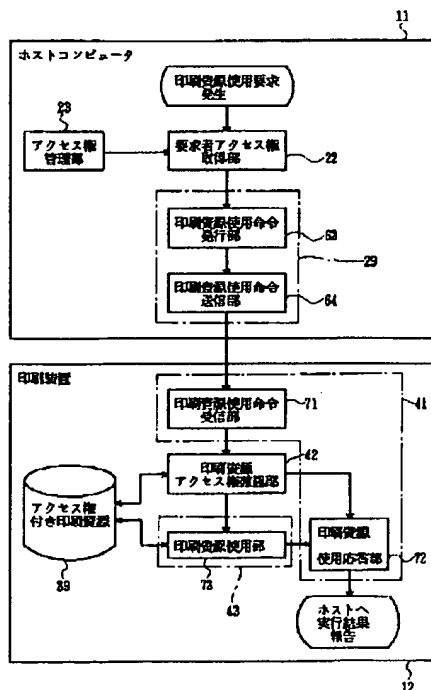 11
ホストコンピュータ
印刷資源使用要求
発生
23
アクセス権
管理部
要求者アクセス権
取得部
22
印刷資源使用命令
発行部
63
29
印刷資源使用命令
送信部
64
印刷装置
印刷資源使用命令
受信部
71
41
42
印刷資源
アクセス権確認部
アクセス権
付き印刷資源
39
印刷資源使用部
73
43
印刷資源
使用応答部
72
ホストへ
実行結果
報告
12